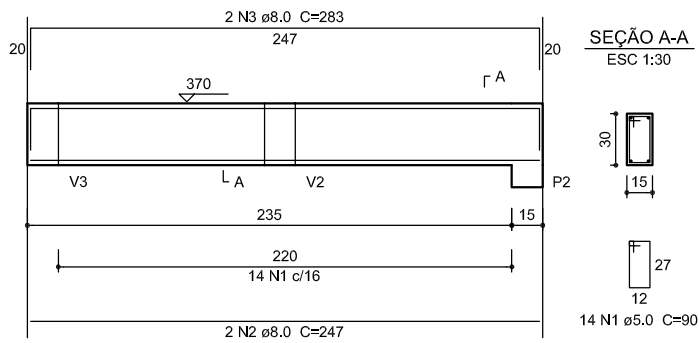 2 N3 ø8.0 C=283
20
247
20
SEÇÃO A-A
ESC 1:30
A
370
30
V3
A
V2
P2
15
235
15
220
14 N1 c/16
27
12
14 N1 ø5.0 C=90
2 N2 ø8.0 C=247